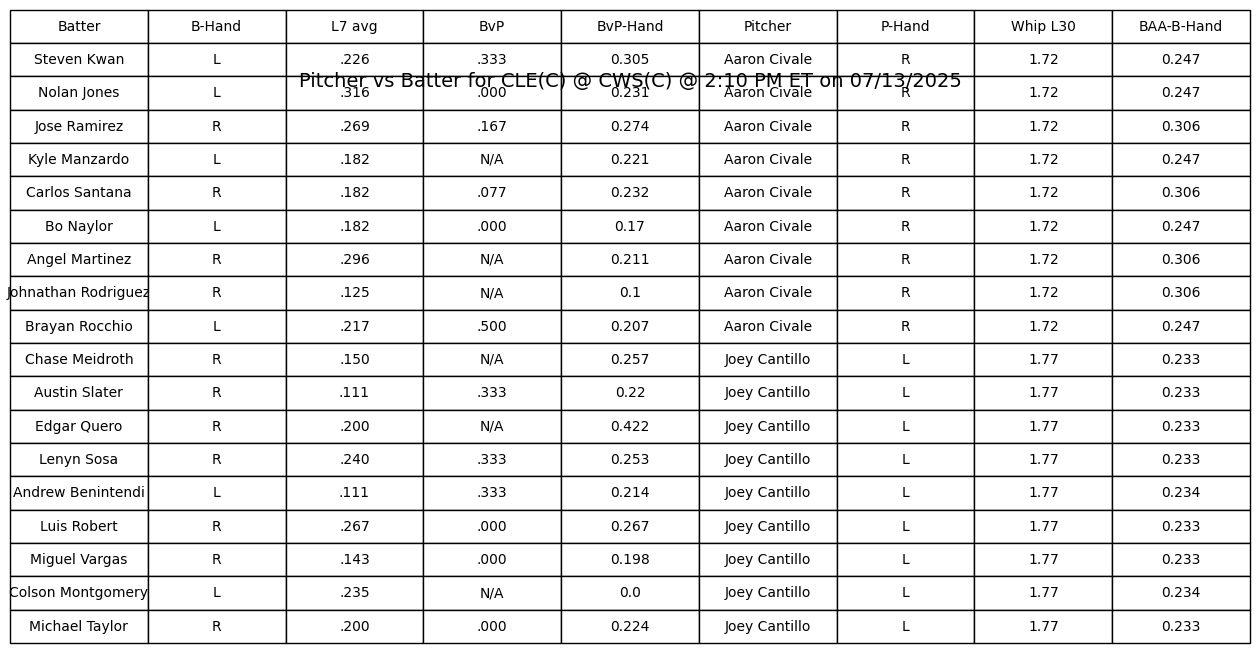 Batter B-Hand L7 avg BvP BvP-Hand Pitcher P-Hand Whip L30 BAA-B-Hand
Steven Kwan L .226 .333 0.305 Aaron Civale R 1.72 0.247
Pitcher vs Batter for CLE(C) @ CWS(C) @ 2:10 PM ET on 07/13/2025
Nolan Jones L .316 .000 0.231 Aaron Civale R 1.72 0.247
Jose Ramirez R .269 .167 0.274 Aaron Civale R 1.72 0.306
Kyle Manzardo L .182 N/A 0.221 Aaron Civale R 1.72 0.247
Carlos Santana R .182 .077 0.232 Aaron Civale R 1.72 0.306
Bo Naylor L .182 .000 0.17 Aaron Civale R 1.72 0.247
Angel Martinez R .296 N/A 0.211 Aaron Civale R 1.72 0.306
Johnathan Rodriguez R .125 N/A 0.1 Aaron Civale R 1.72 0.306
Brayan Rocchio L .217 .500 0.207 Aaron Civale R 1.72 0.247
Chase Meidroth R .150 N/A 0.257 Joey Cantillo L 1.77 0.233
Austin Slater R .111 .333 0.22 Joey Cantillo L 1.77 0.233
Edgar Quero R .200 N/A 0.422 Joey Cantillo L 1.77 0.233
Lenyn Sosa R .240 .333 0.253 Joey Cantillo L 1.77 0.233
Andrew Benintendi L .111 .333 0.214 Joey Cantillo L 1.77 0.234
Luis Robert R .267 .000 0.267 Joey Cantillo L 1.77 0.233
Miguel Vargas R .143 .000 0.198 Joey Cantillo L 1.77 0.233
Colson Montgomery L .235 N/A 0.0 Joey Cantillo L 1.77 0.234
Michael Taylor R .200 .000 0.224 Joey Cantillo L 1.77 0.233